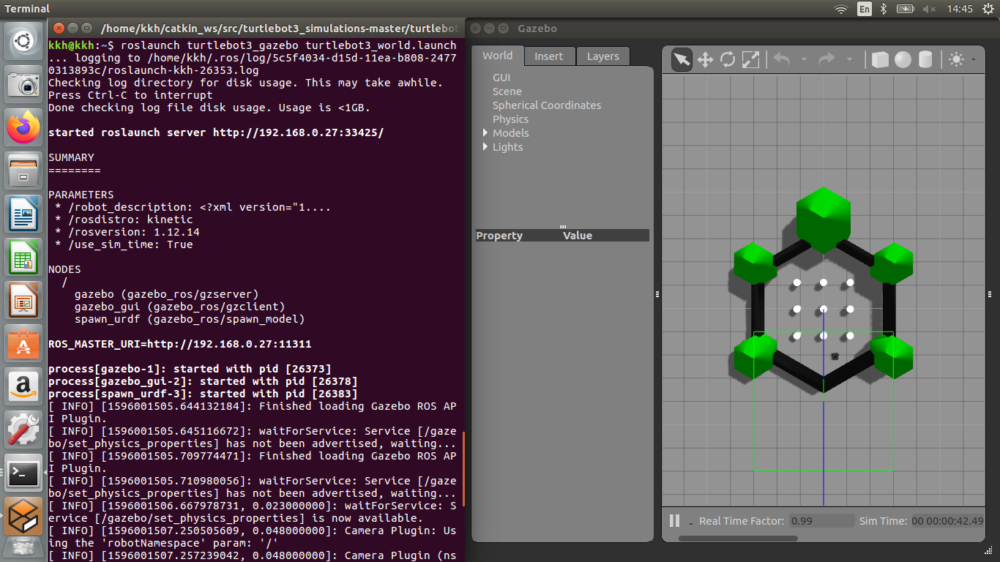 Terminal
En
14:45
/home/kkh/catkin_ws/src/turtlebot3_simulations-master/turtlebot
kkh@kkh:~$ roslaunch turtlebot3_gazebo turtlebot3_world.launch
... logging to /home/kkh/.ros/log/5c5f4034-d15d-11ea-b808-2477
0313893c/roslaunch-kkh-26353.log
Checking log directory for disk usage. This may take awhile.
Press Ctrl-C to interrupt
Done checking log file disk usage. Usage is <1GB.
started roslaunch server http://192.168.0.27:33425/
SUMMARY
========
PARAMETERS
* /robot_description: <?xml version="1....
* /rosdistro: kinetic
* /rosversion: 1.12.14
* /use_sim_time: True
NODES
/
gazebo (gazebo_ros/gzserver)
gazebo_gui (gazebo_ros/gzclient)
spawn_urdf (gazebo_ros/spawn_model)
ROS_MASTER_URI=http://192.168.0.27:11311
process[gazebo-1]: started with pid [26373]
process[gazebo_gui-2]: started with pid [26378]
process[spawn_urdf-3]: started with pid [26383]
[ INFO] [1596001505.644132184]: Finished loading Gazebo ROS AP
I Plugin.
[ INFO] [1596001505.645116672]: waitForService: Service [/gaze
bo/set_physics_properties] has not been advertised, waiting...
[ INFO] [1596001505.709774471]: Finished loading Gazebo ROS AP
I Plugin.
[ INFO] [1596001505.710980056]: waitForService: Service [/gaze
bo/set_physics_properties] has not been advertised, waiting...
[ INFO] [1596001506.667978731, 0.023000000]: waitForService: S
ervice [/gazebo/set_physics_properties] is now available.
[ INFO] [1596001507.250505609, 0.048000000]: Camera Plugin: Us
ing the 'robotNamespace' param: '/'
[ INFO] [1596001507.257239042, 0.048000000]: Camera Plugin (ns
Gazebo
World
Insert
Layers
GUI
Scene
Spherical Coordinates
Physics
Models
Lights
Property
Value
Real Time Factor: 0.99
Sim Time: 00 00:00:42.49